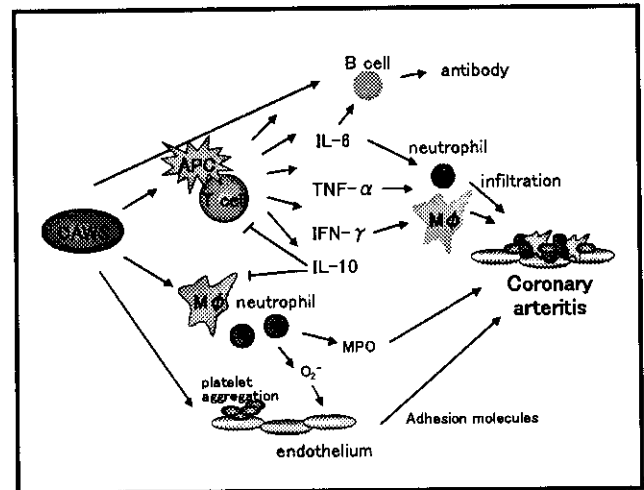 B cell
antibody
IL-6
neutrophil
APC
T cell
TNF-α
infiltration
MΦ
CAWS
IFN-γ
IL-10
Coronary
arteritis
MΦ
neutrophil
MPO
O₂⁻
platelet
aggregation
Adhesion molecules
endothelium